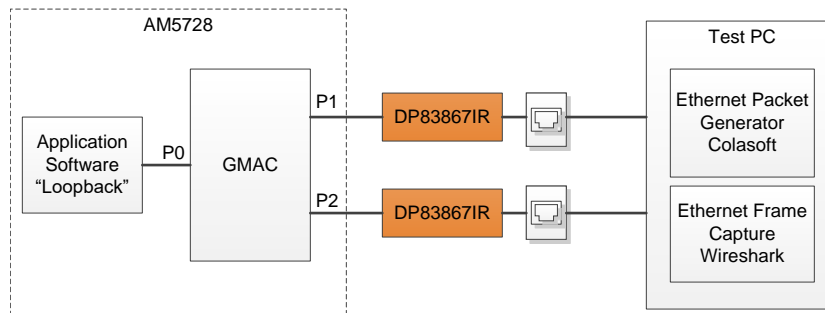 AM5728
Application
Software
“Loopback”
P0
GMAC
P1
P2
DP83867IR
DP83867IR
Test PC
Ethernet Packet
Generator
Colasoft
Ethernet Frame
Capture
Wireshark